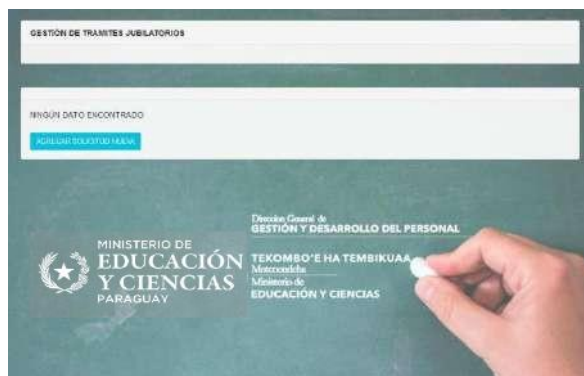 GESTIÓN DE TRAMITES JUBILATORIOS
NINGÚN DATO ENCONTRADO
AGREGAR SOLICITUD NUEVA
Direccion General de
GESTIÓN Y DESARROLLO DEL PERSONAL
MINISTERIO DE
EDUCACIÓN
Y CIENCIAS
PARAGUAY
TEKOMBO'E HA TEMBIKUAA
Motenondeha
Ministerio de
EDUCACIÓN Y CIENCIAS